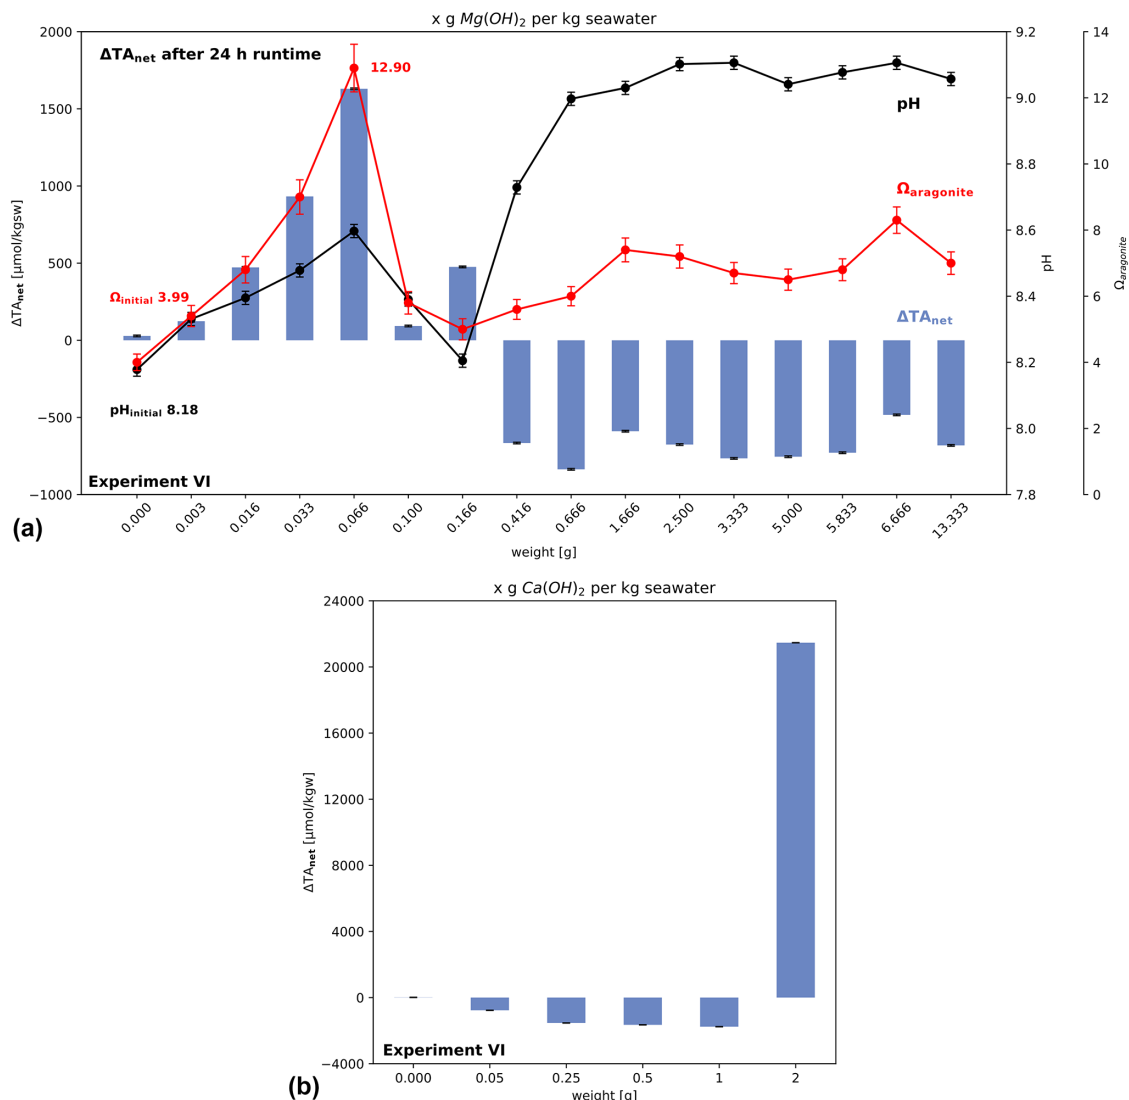 x g Mg(OH)₂ per kg seawater
ΔTAnet after 24 h runtime
12.90
pH
Ωaragonite
Ωinitial 3.99
ΔTAnet
pHinitial 8.18
Experiment VI
2000
1500
1000
500
0
−500
−1000
ΔTAnet [μmol/kgsw]
9.2
9.0
8.8
8.6
8.4
8.2
8.0
7.8
pH
14
12
10
8
6
4
2
0
Ωaragonite
0.000 0.003 0.016 0.033 0.066 0.100 0.166 0.416 0.666 1.666 2.500 3.333 5.000 5.833 6.666 13.333
weight [g]
(a)
x g Ca(OH)₂ per kg seawater
24000
20000
16000
12000
8000
4000
0
−4000
ΔTAnet [μmol/kgw]
Experiment VI
0.000 0.05 0.25 0.5 1 2
weight [g]
(b)